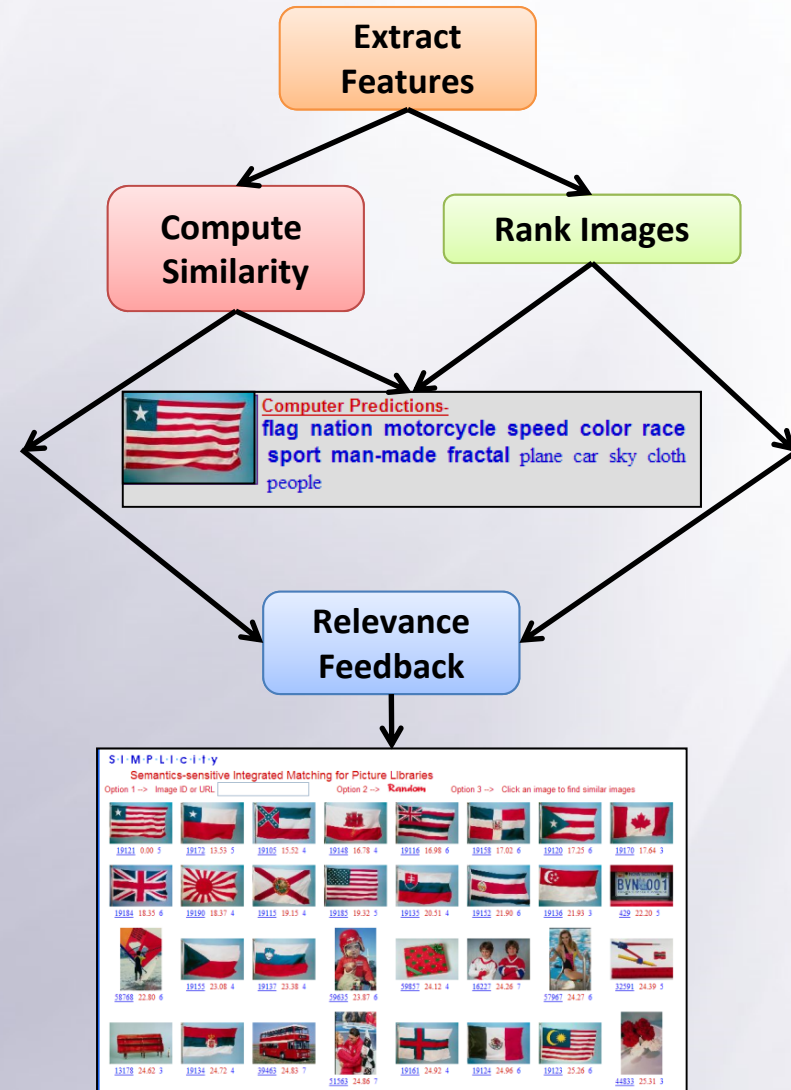 Extract
Features
Compute
Similarity
Rank Images
Computer Predictions-
flag nation motorcycle speed color race
sport man-made fractal plane car sky cloth
people
Relevance
Feedback
S·I·M·P·L·I·c·i·t·y
Semantics-sensitive Integrated Matching for Picture Libraries
Option 1 --> Image ID or URL Option 2 --> Random Option 3 --> Click an image to find similar images
19121 0.00 5 19172 13.53 5 19105 15.52 4 19148 16.78 4 19116 16.98 6 19158 17.02 6 19120 17.25 6 19170 17.64 3
BVN 001
19184 18.35 6 19190 18.37 4 19115 19.15 4 19185 19.32 5 19135 20.51 4 19152 21.90 6 19136 21.93 3 429 22.20 5
58768 22.80 6 19155 23.08 4 19137 23.38 4 59635 23.87 6 59857 24.12 4 16227 24.26 7 57967 24.27 6 32591 24.39 5
13178 24.62 3 19134 24.72 4 39463 24.83 7 51563 24.86 7 19161 24.92 4 19124 24.96 6 19123 25.26 6 44833 25.31 3